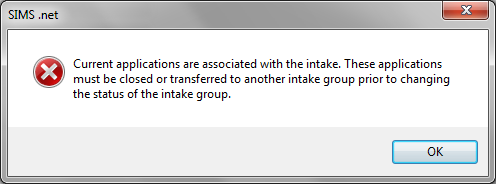 SIMS .net
Current applications are associated with the intake. These applications
must be closed or transferred to another intake group prior to changing
the status of the intake group.
OK